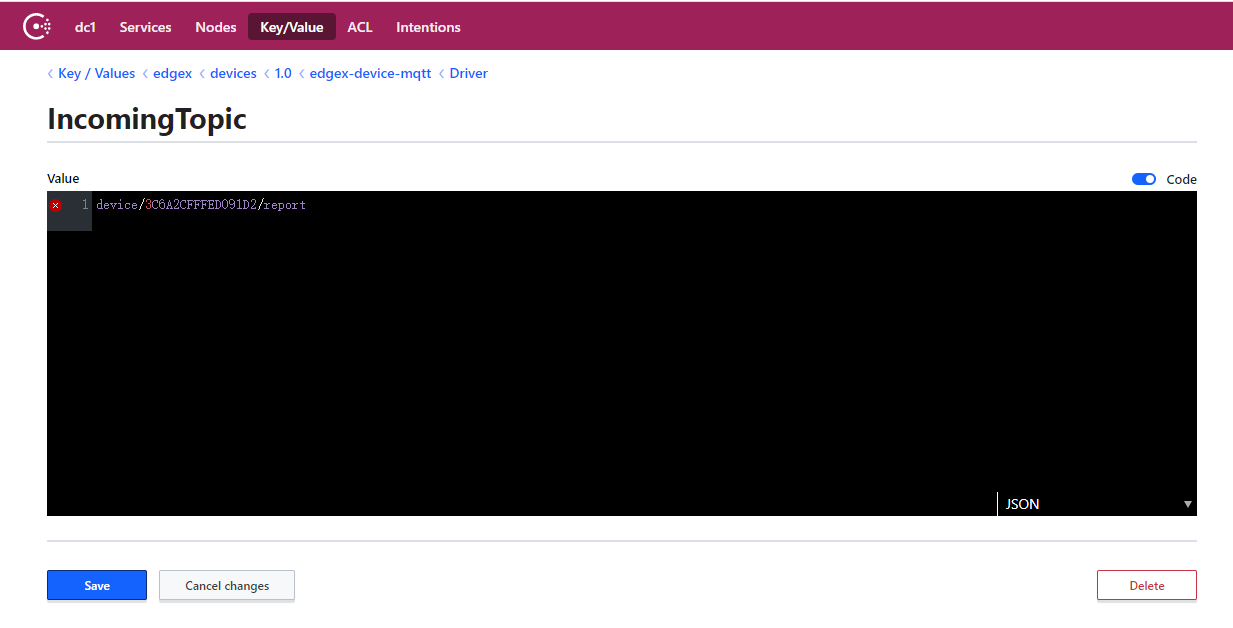 dc1 Services Nodes Key/Value ACL Intentions
‹ Key / Values ‹ edgex ‹ devices ‹ 1.0 ‹ edgex-device-mqtt ‹ Driver
IncomingTopic
Value Code
1 device/3C6A2CFFFED091D2/report
JSON
Save Cancel changes Delete